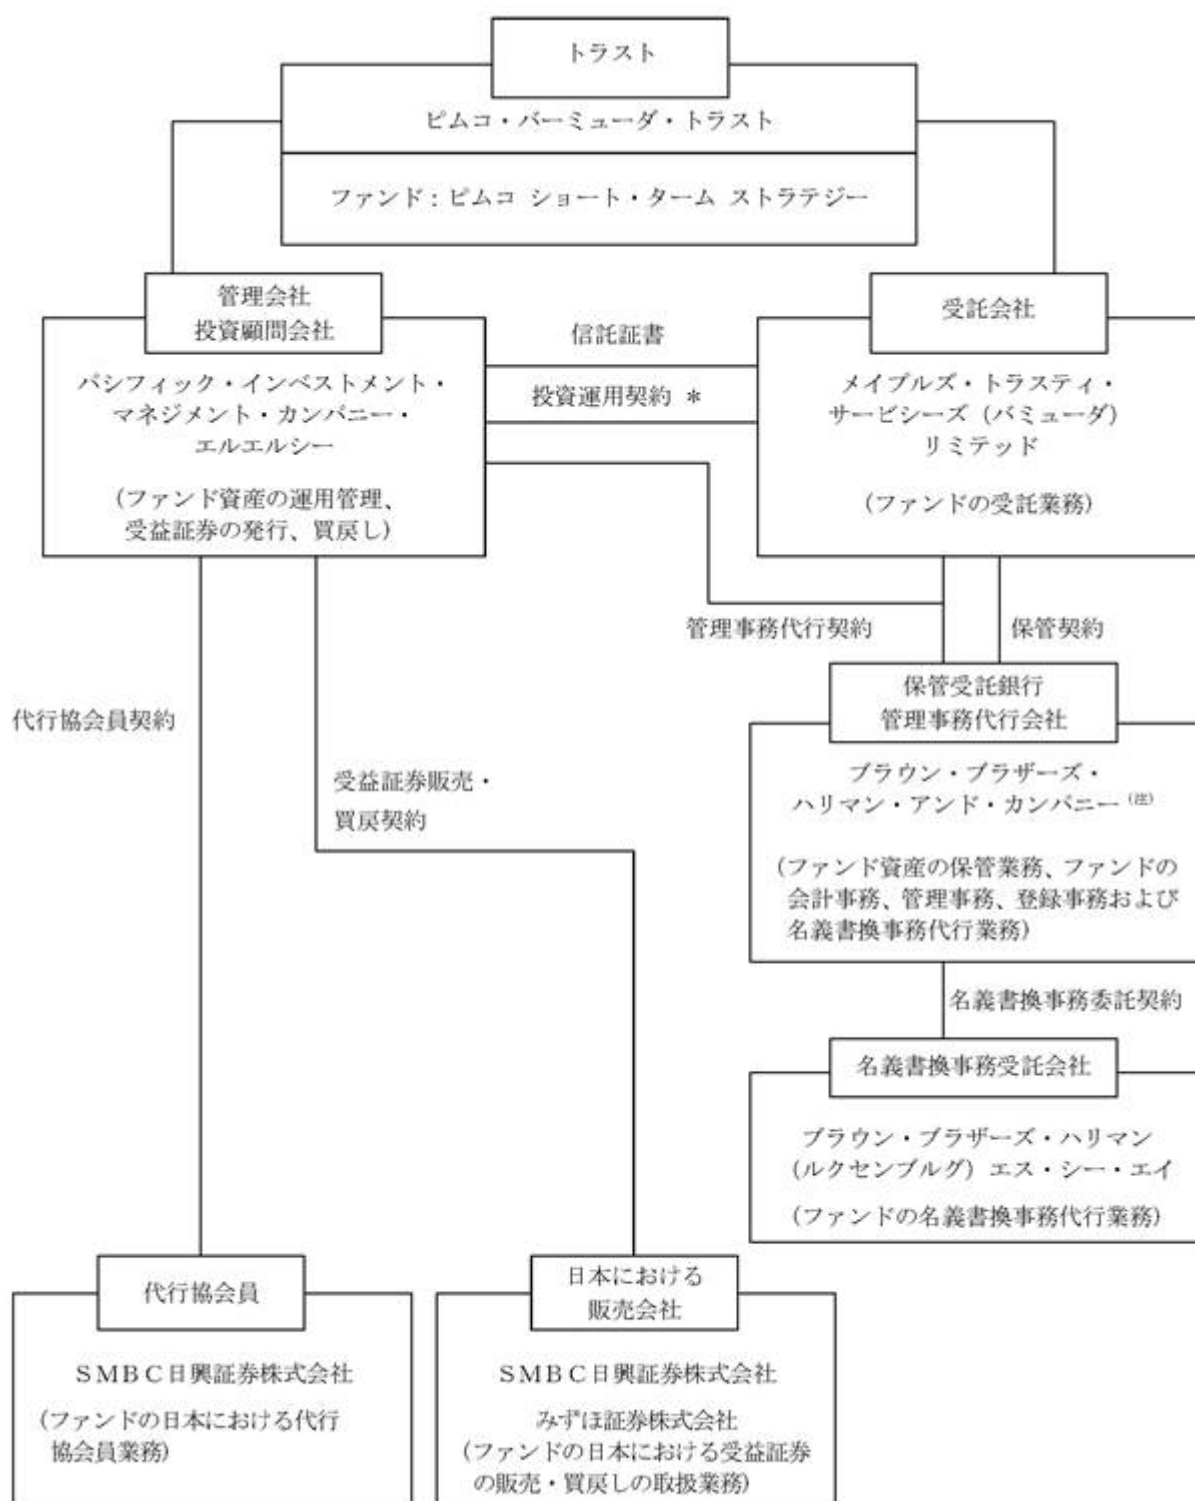 トラスト
ピムコ・バーミューダ・トラスト
ファンド：ピムコ ショート・ターム ストラテジー
管理会社
投資顧問会社
パシフィック・インベストメント・
マネジメント・カンパニー・
エルエルシー
(ファンド資産の運用管理、
受益証券の発行、買戻し)
信託証書
投資運用契約 ＊
受託会社
メイプルズ・トラスティ・
サービシーズ (バミューダ)
リミテッド
(ファンドの受託業務)
管理事務代行契約
保管契約
代行協会員契約
受益証券販売・
買戻契約
保管受託銀行
管理事務代行会社
ブラウン・ブラザーズ・
ハリマン・アンド・カンパニー (注)
(ファンド資産の保管業務、ファンドの
会計事務、管理事務、登録事務および
名義書換事務代行業務)
名義書換事務委託契約
名義書換事務受託会社
ブラウン・ブラザーズ・ハリマン
(ルクセンブルグ) エス・シー・エイ
(ファンドの名義書換事務代行業務)
代行協会員
ＳＭＢＣ日興証券株式会社
(ファンドの日本における代行
協会員業務)
日本における
販売会社
ＳＭＢＣ日興証券株式会社
みずほ証券株式会社
(ファンドの日本における受益証券
の販売・買戻しの取扱業務)